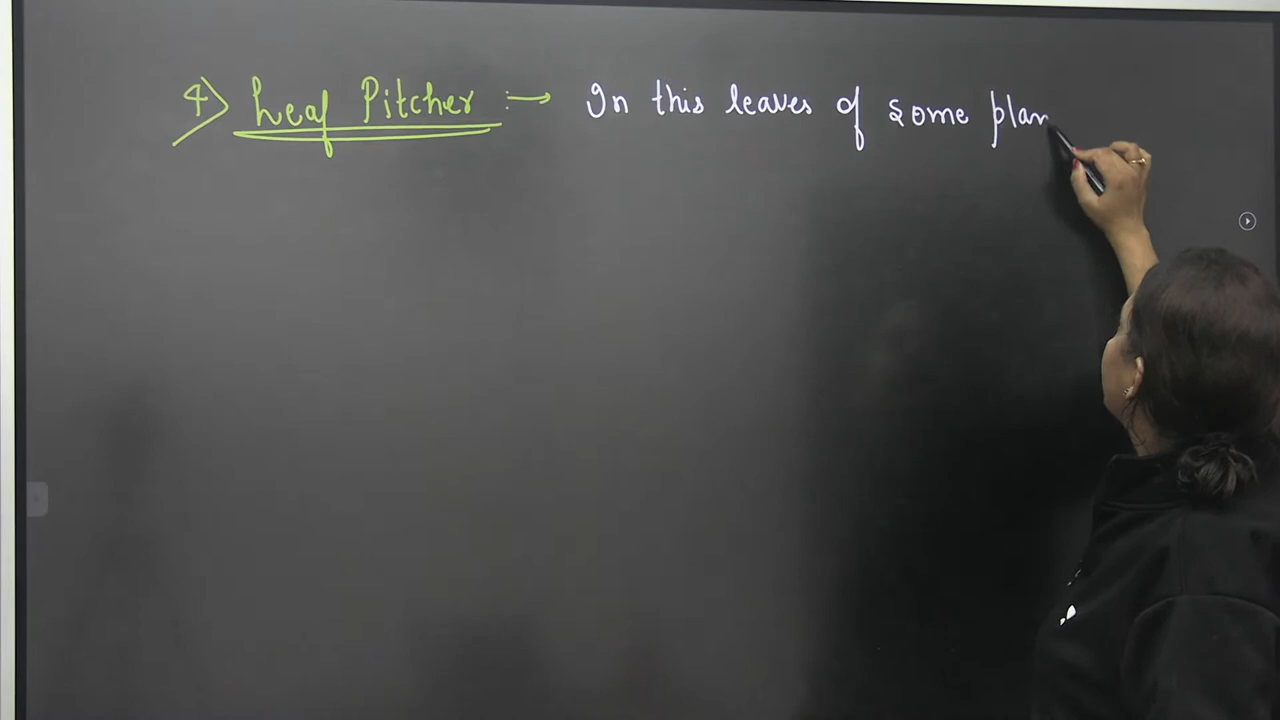 4) Leaf Pitcher :→ In this leaves of some plan